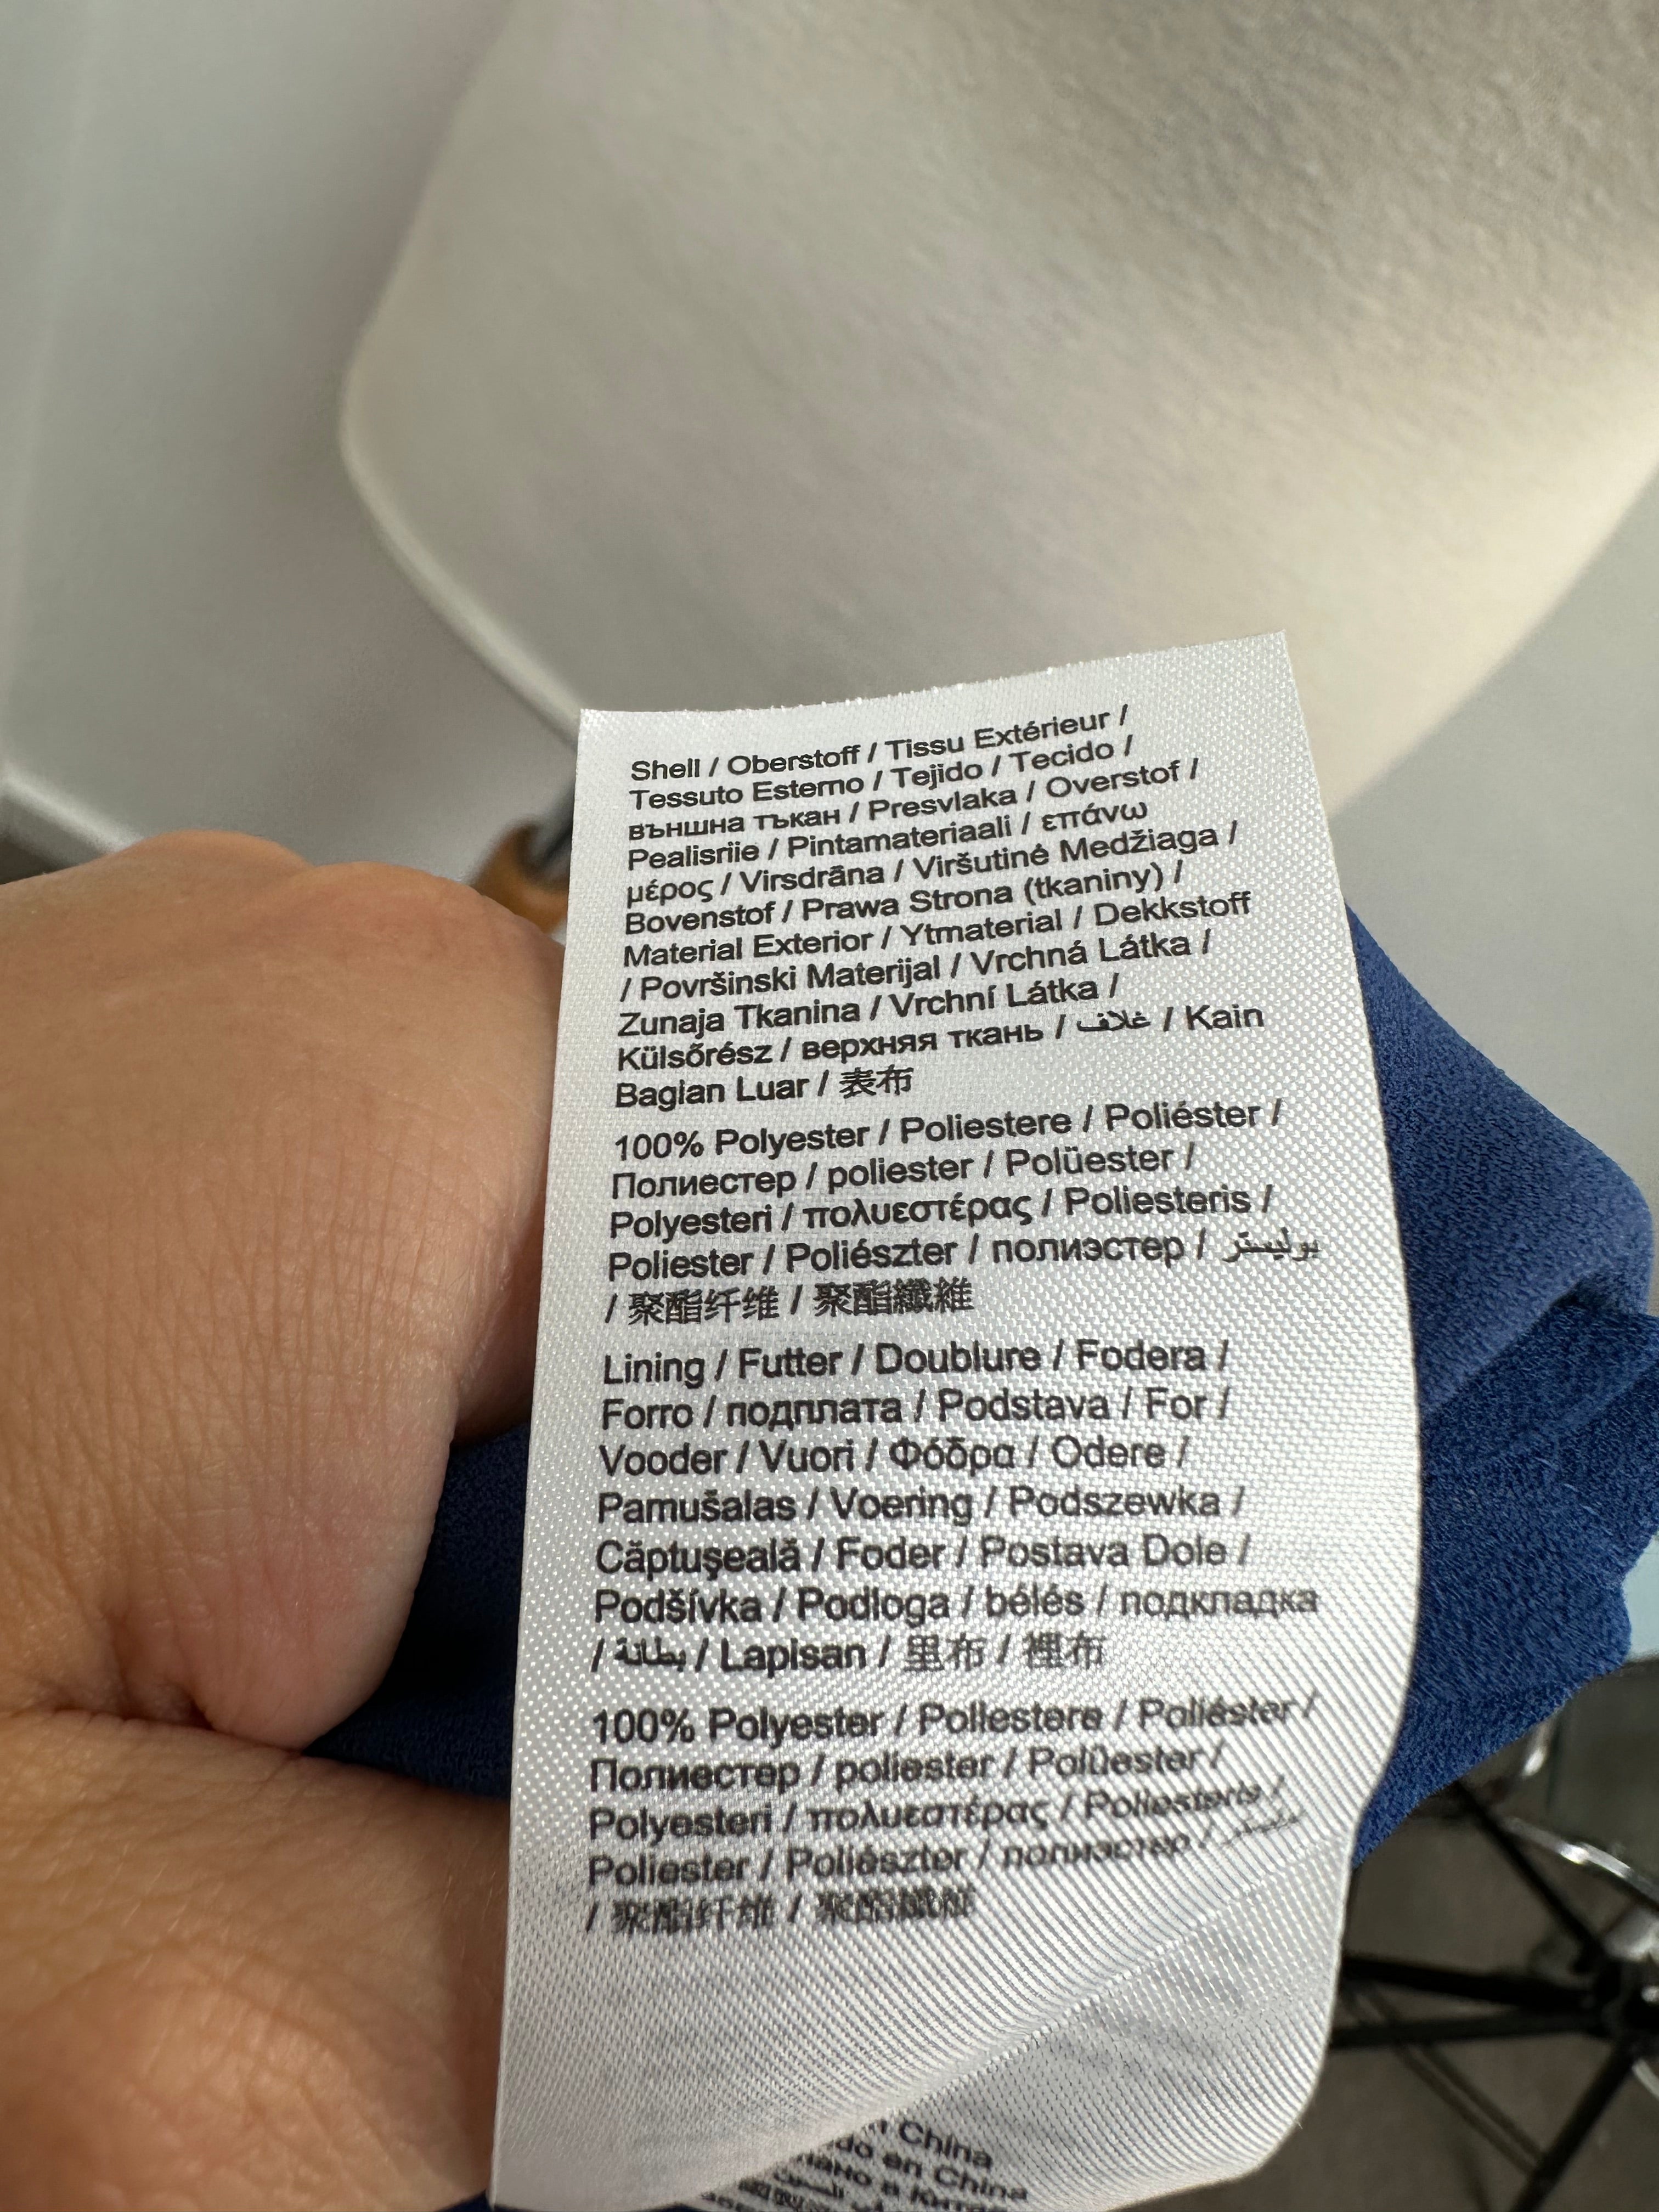 Shell / Oberstoff / Tissu Extérieur /
Tessuto Esterno / Tejido / Tecido /
външна тъкан / Presvlaka / Overstof /
Pealisriie / Pintamateriaali / επάνω
μέρος / Virsdrāna / Viršutinė Medžiaga /
Bovenstof / Prawa Strona (tkaniny) /
Material Exterior / Ytmaterial / Dekkstoff
/ Površinski Materijal / Vrchná Látka /
Zunaja Tkanina / Vrchní Látka /
Külsőrész / верхняя ткань / غلاف / Kain
Bagian Luar / 表布
100% Polyester / Poliestere / Poliéster /
Полиестер / poliester / Polüester /
Polyesteri / πολυεστέρας / Poliesteris /
Poliester / Poliészter / полиэстер / بوليستر
/ 聚酯纤维 / 聚酯纖維
Lining / Futter / Doublure / Fodera /
Forro / подплата / Podstava / For /
Vooder / Vuori / Φόδρα / Odere /
Pamušalas / Voering / Podszewka /
Căptuşeală / Foder / Postava Dole /
Podšívka / Podloga / bélés / подкладка
/ بطانة / Lapisan / 里布 / 裡布
100% Polyester / Poliestere / Poliéster /
Полиестер / poliester / Polüester /
Polyesteri / πολυεστέρας / Poliesteris /
Poliester / Poliészter / полиэстер /
/ 聚酯纤维 / 聚酯纖維
China
en China
в